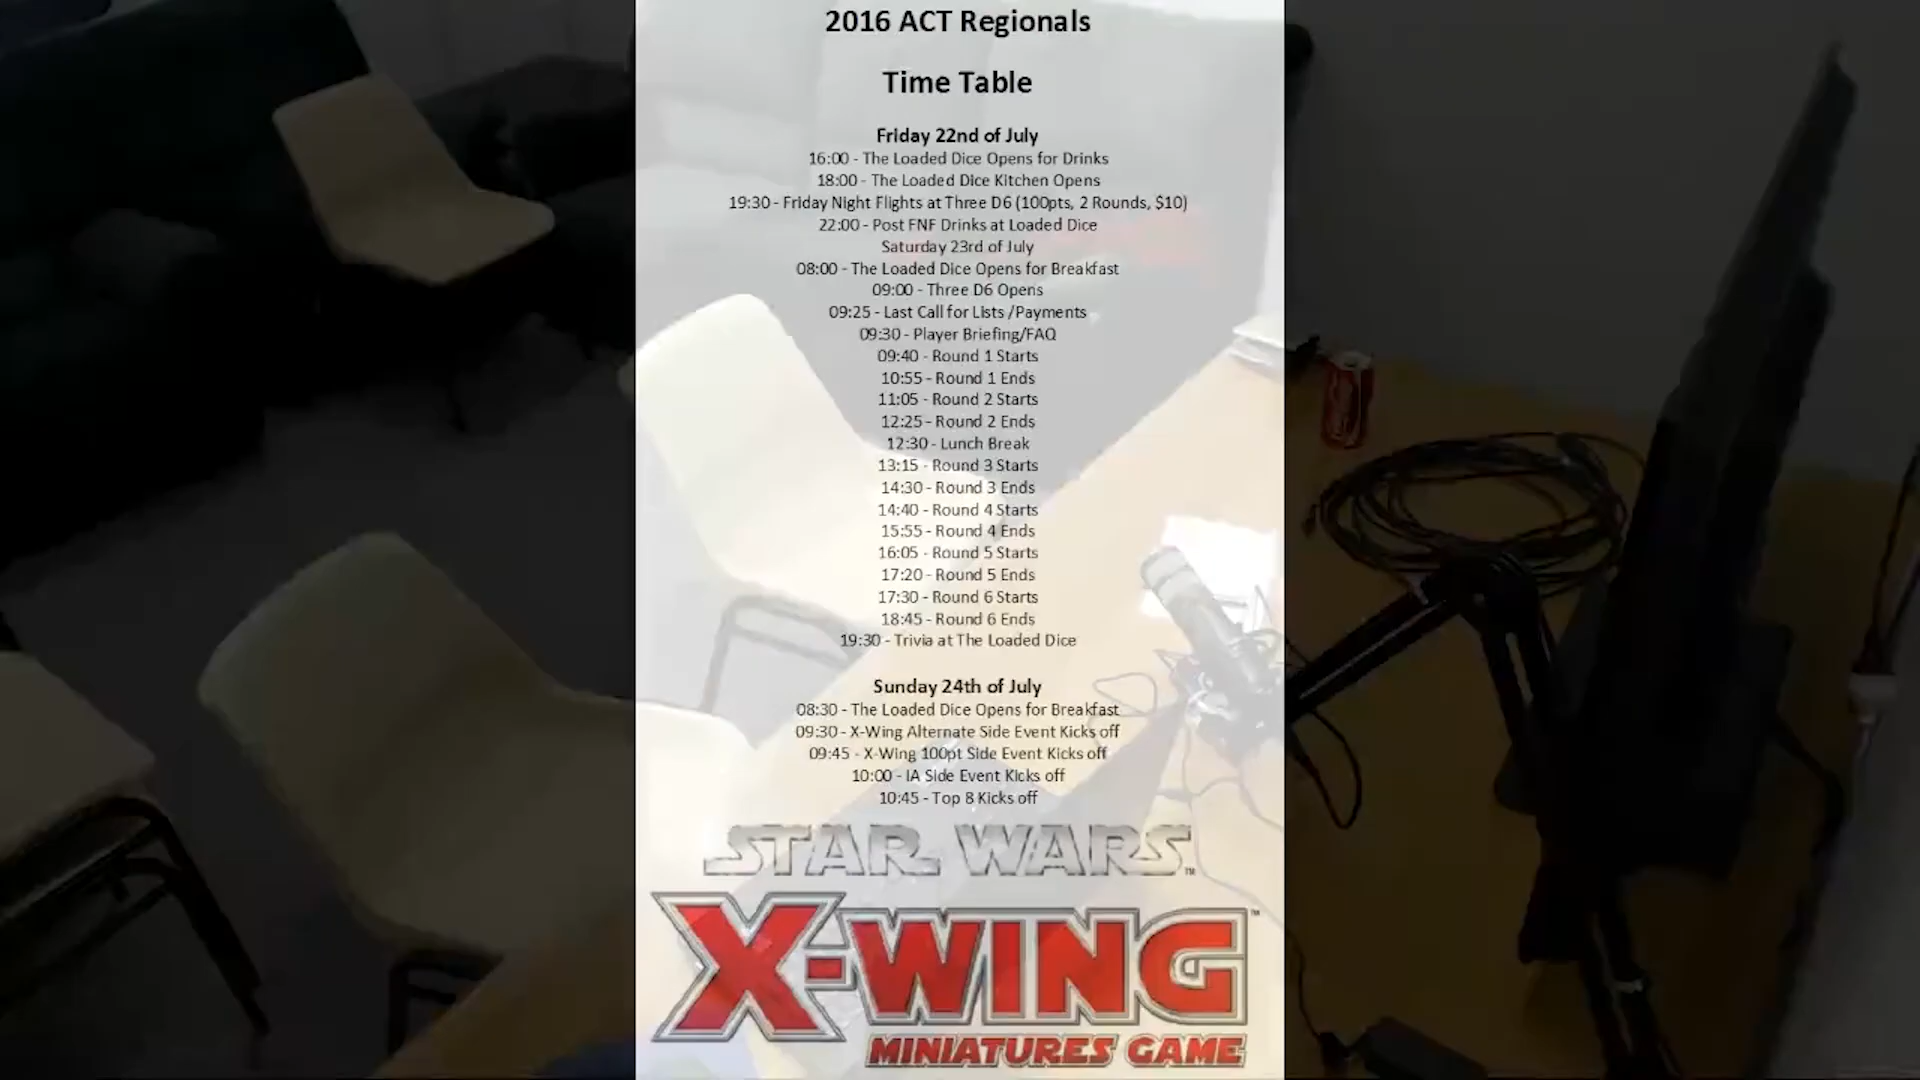 2016 ACT Regionals
Time Table
Friday 22nd of July
16:00 - The Loaded Dice Opens for Drinks
18:00 - The Loaded Dice Kitchen Opens
19:30 - Friday Night Flights at Three D6 (100pts, 2 Rounds, $10)
22:00 - Post FNF Drinks at Loaded Dice
Saturday 23rd of July
08:00 - The Loaded Dice Opens for Breakfast
09:00 - Three D6 Opens
09:25 - Last Call for Lists /Payments
09:30 - Player Briefing/FAQ
09:40 - Round 1 Starts
10:55 - Round 1 Ends
11:05 - Round 2 Starts
12:25 - Round 2 Ends
12:30 - Lunch Break
13:15 - Round 3 Starts
14:30 - Round 3 Ends
14:40 - Round 4 Starts
15:55 - Round 4 Ends
16:05 - Round 5 Starts
17:20 - Round 5 Ends
17:30 - Round 6 Starts
18:45 - Round 6 Ends
19:30 - Trivia at The Loaded Dice
Sunday 24th of July
08:30 - The Loaded Dice Opens for Breakfast
09:30 - X-Wing Alternate Side Event Kicks off
09:45 - X-Wing 100pt Side Event Kicks off
10:00 - IA Side Event Kicks off
10:45 - Top 8 Kicks off
STAR WARS™
X-WING™
MINIATURES GAME